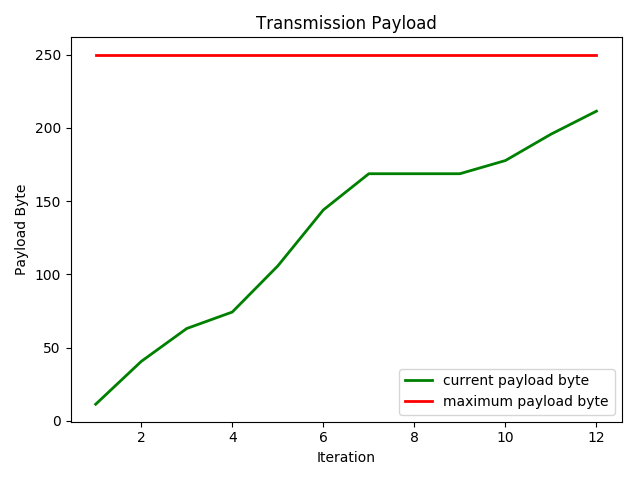 Transmission Payload
250
200
150
100
50
0
Payload Byte
current payload byte
maximum payload byte
2 4 6 8 10 12
Iteration